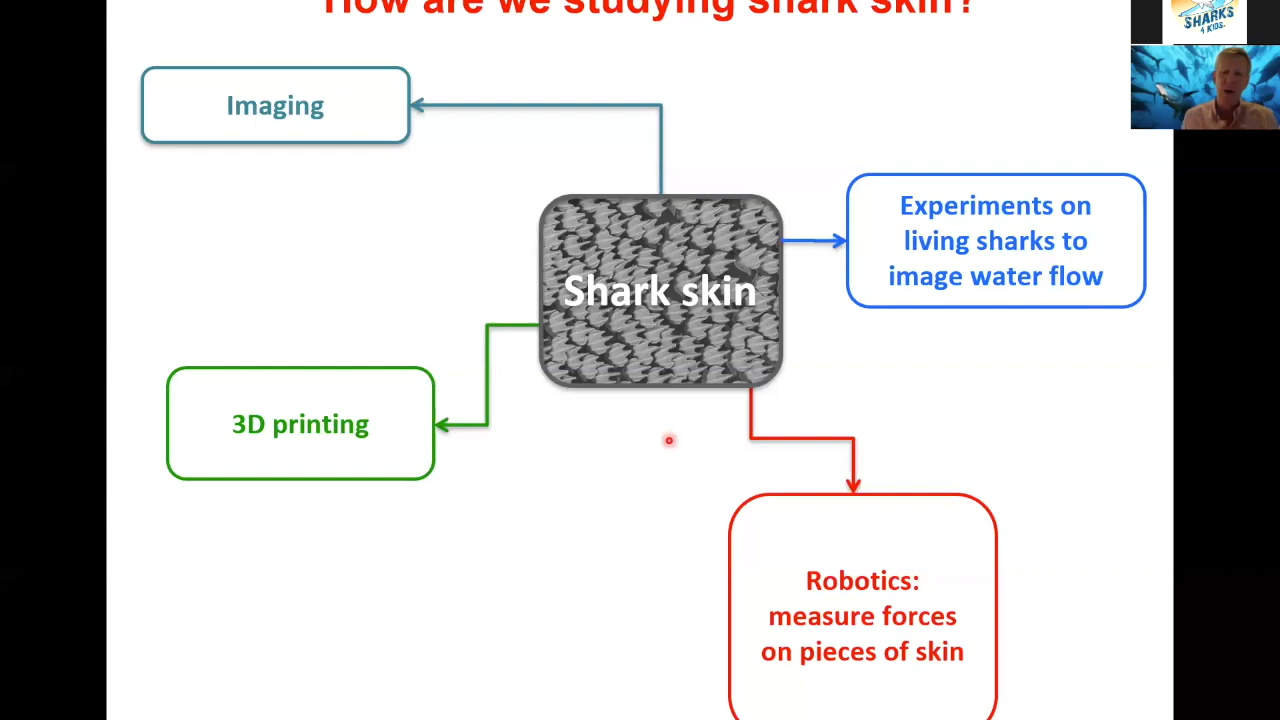 How are we studying shark skin?
SHARKS
4 KIDS.
Imaging
Experiments on
living sharks to
image water flow
Shark skin
3D printing
Robotics:
measure forces
on pieces of skin